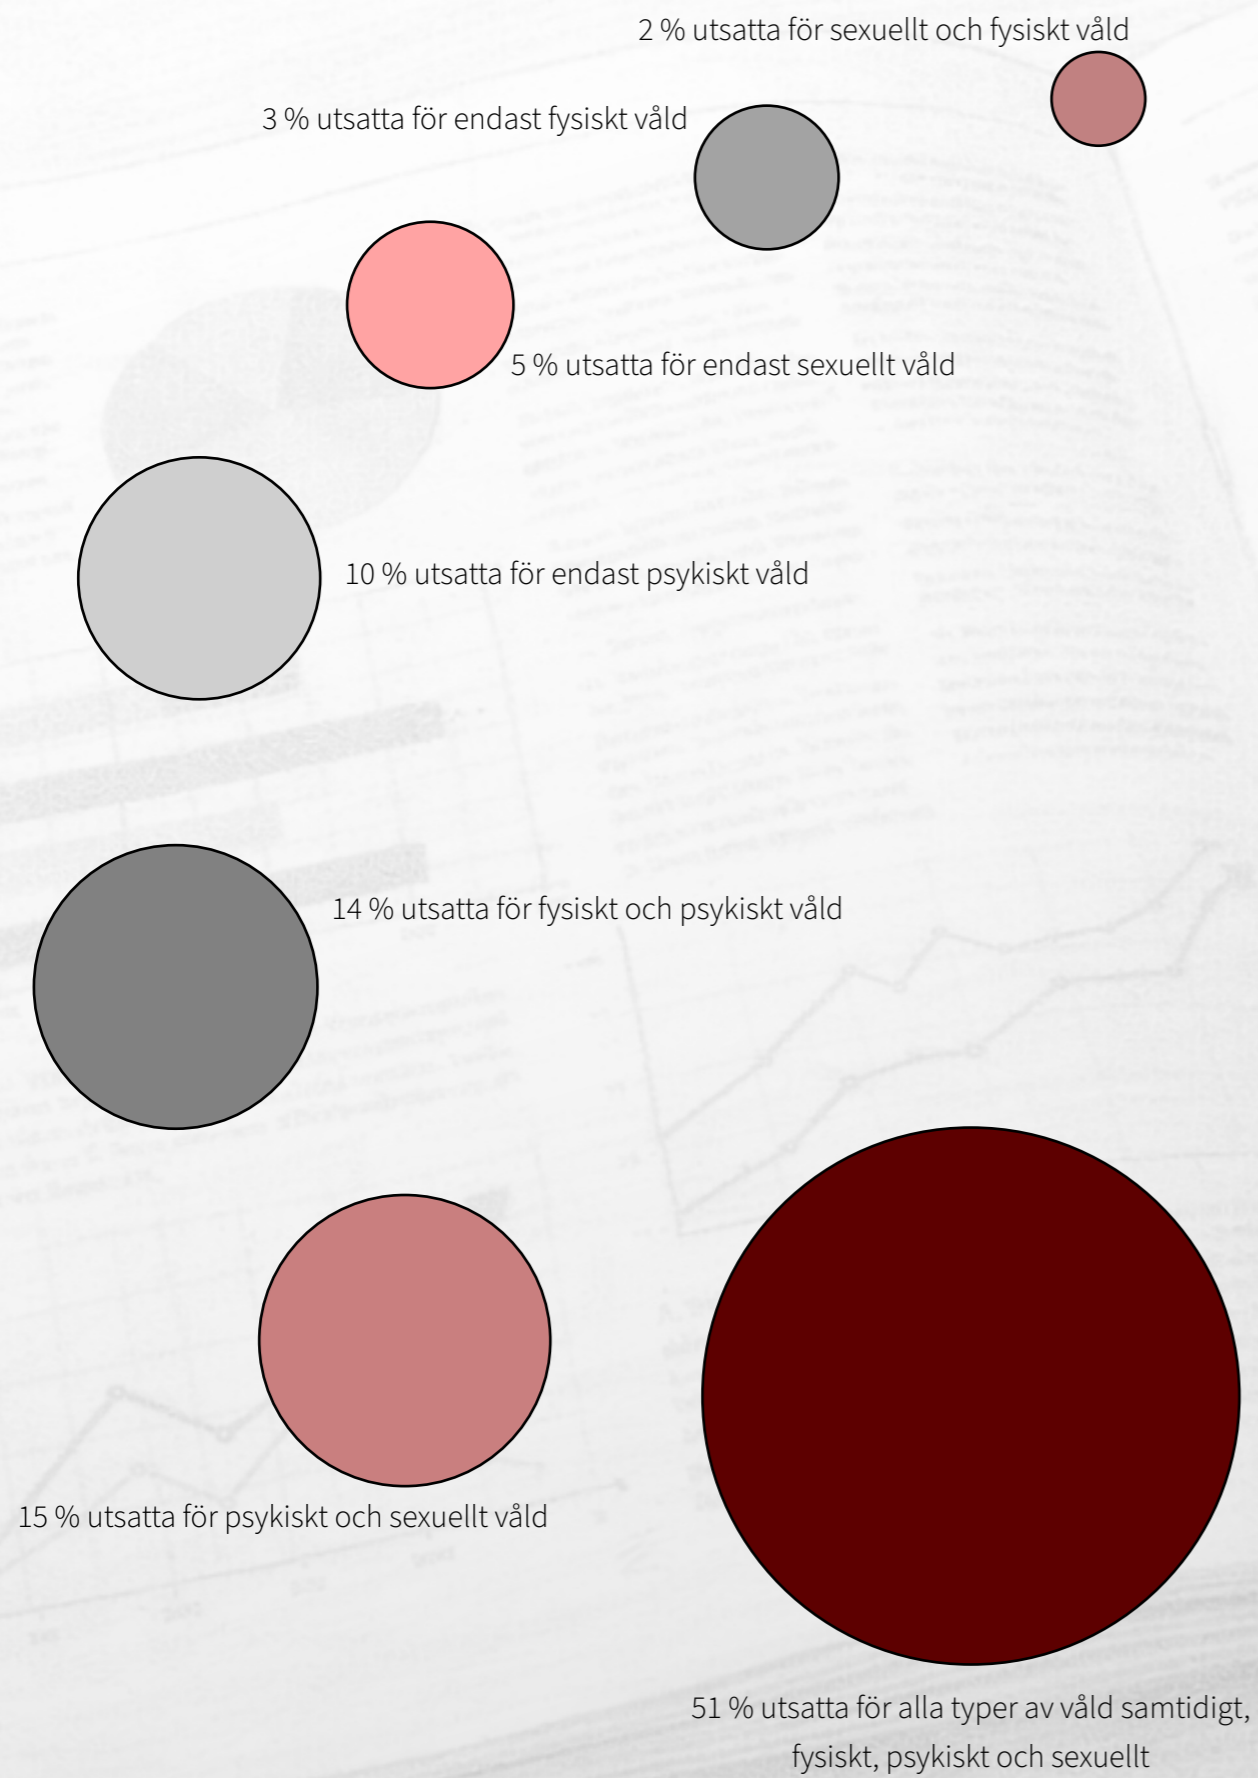 2 % utsatta för sexuellt och fysiskt våld
3 % utsatta för endast fysiskt våld
5 % utsatta för endast sexuellt våld
10 % utsatta för endast psykiskt våld
14 % utsatta för fysiskt och psykiskt våld
15 % utsatta för psykiskt och sexuellt våld
51 % utsatta för alla typer av våld samtidigt,
fysiskt, psykiskt och sexuellt